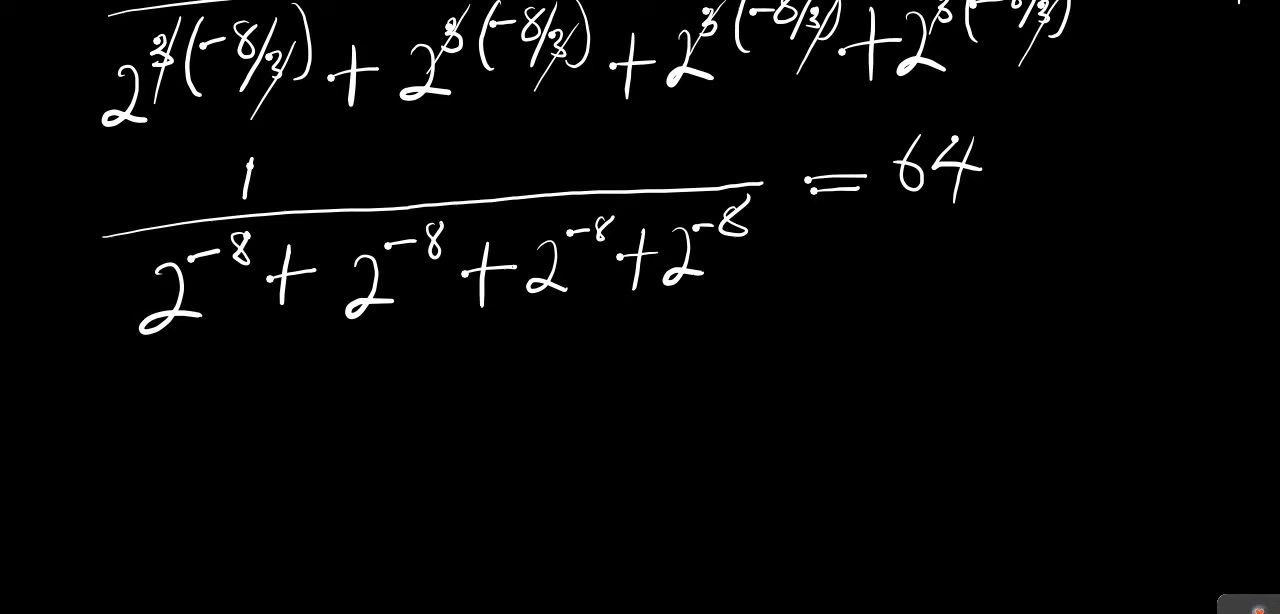 2^3(-8/3) + 2^3(-8/3) + 2^3(-8/3) + 2^3(-8/3)
1
2^-8 + 2^-8 + 2^-8 + 2^-8 = 64